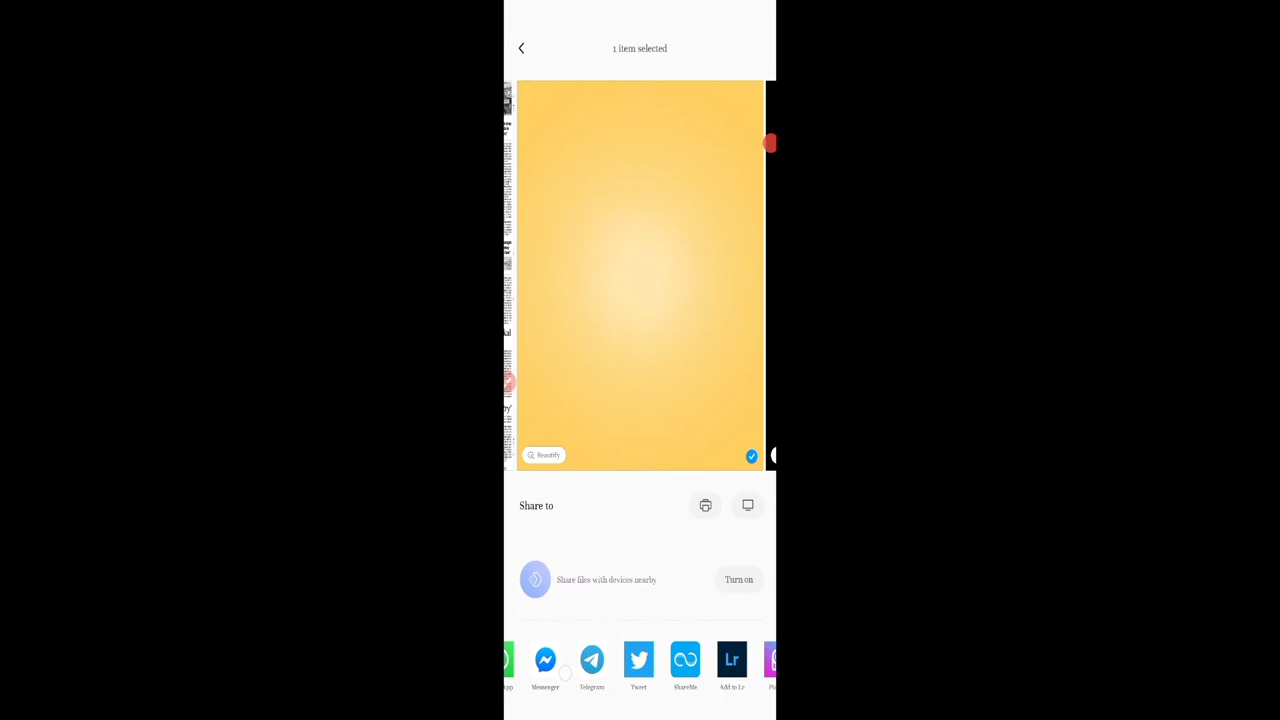 1 item selected
Beautify
Share to
Share files with devices nearby
Turn on
Lr
App
Messenger
Telegram
Tweet
ShareMe
Add to Lr